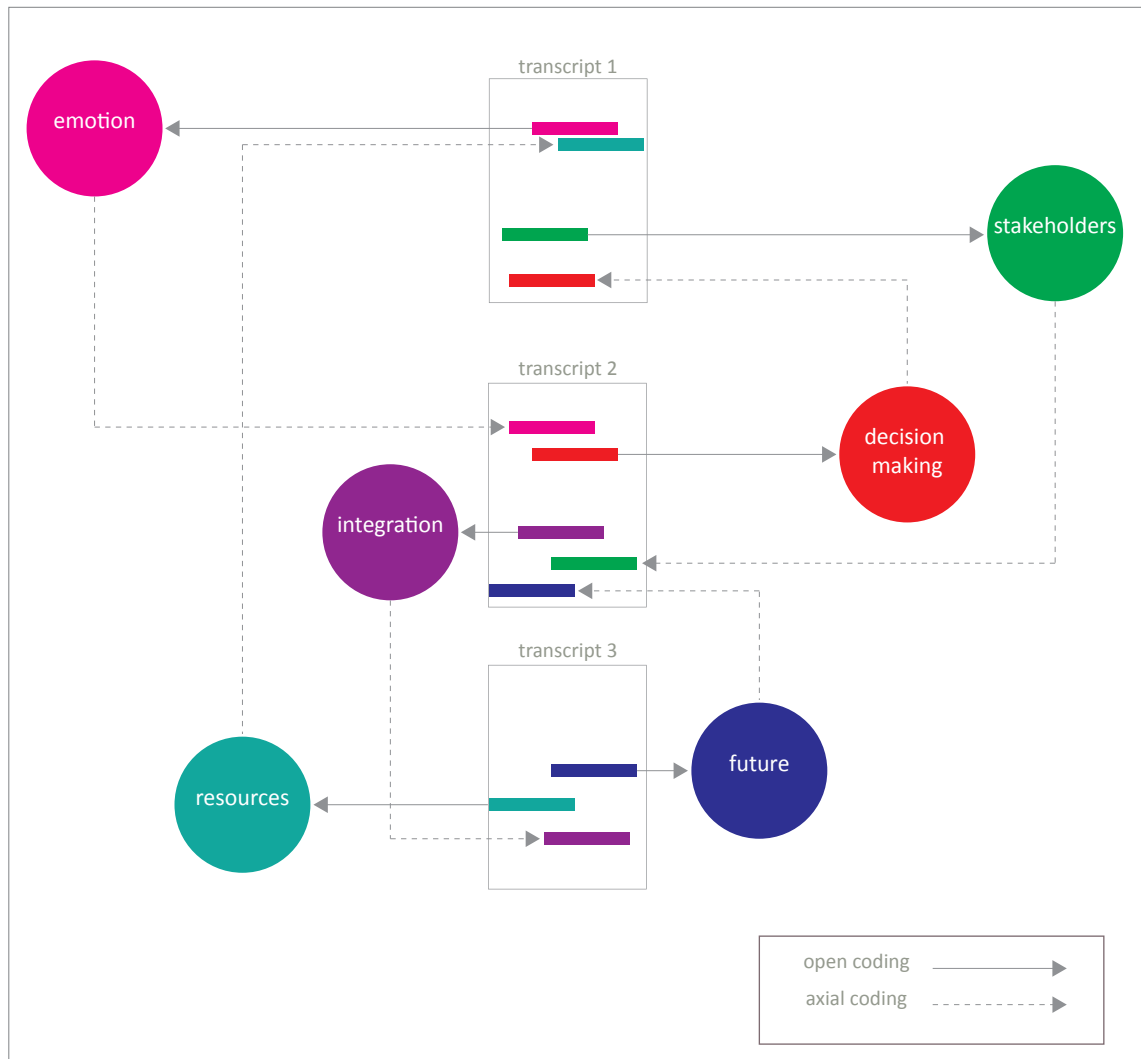 transcript 1
emotion
stakeholders
transcript 2
decision
making
integration
transcript 3
future
resources
open coding
axial coding